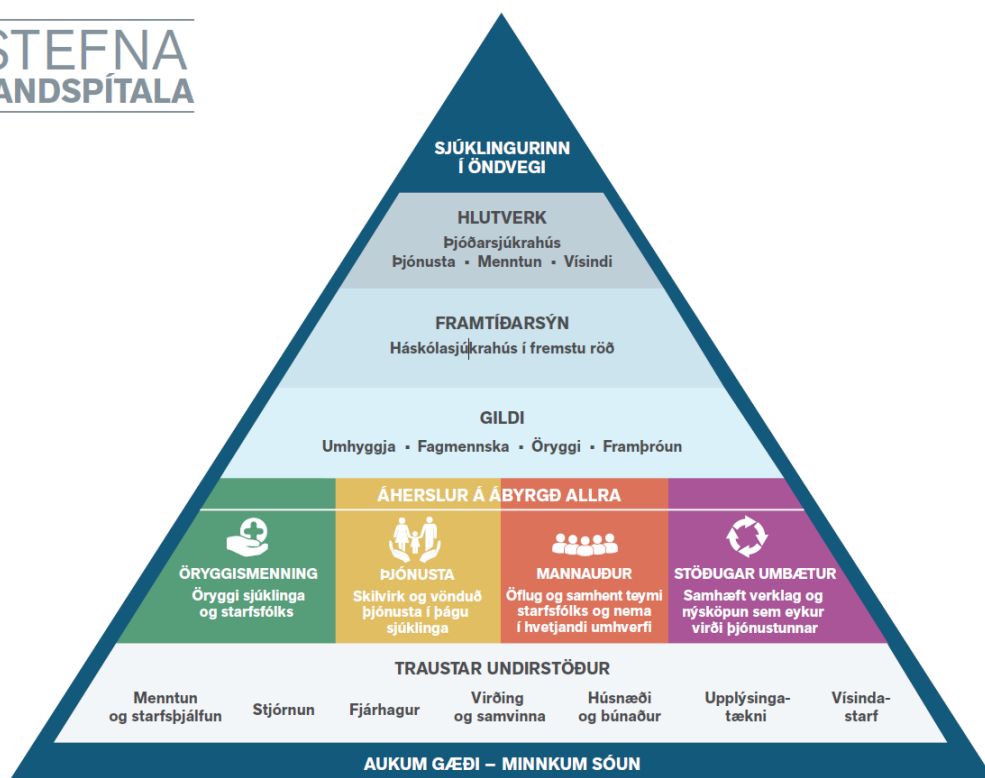 STEFNA
ANDSPÍTALA
SJÚKLINGURINN
Í ÖNDVEGI
HLUTVERK
Þjóðarsjúkrahús
Þjónusta ▪ Menntun ▪ Vísindi
FRAMTÍÐARSÝN
Háskólasjúkrahús í fremstu röð
GILDI
Umhyggja ▪ Fagmennska ▪ Öryggi ▪ Framþróun
ÁHERSLUR Á ÁBYRGÐ ALLRA
ÖRYGGISMENNING
Öryggi sjúklinga
og starfsfólks
ÞJÓNUSTA
Skilvirk og vönduð
þjónusta í þágu
sjúklinga
MANNAUÐUR
Öflug og samhent teymi
starfsfólks og nema
í hvetjandi umhverfi
STÖÐUGAR UMBÆTUR
Samhæft verklag og
nýsköpun sem eykur
virði þjónustunnar
TRAUSTAR UNDIRSTÖÐUR
Menntun
og starfsþjálfun
Stjórnun
Fjárhagur
Virðing
og samvinna
Húsnæði
og búnaður
Upplýsinga-
tækni
Vísinda-
starf
AUKUM GÆÐI – MINNKUM SÓUN